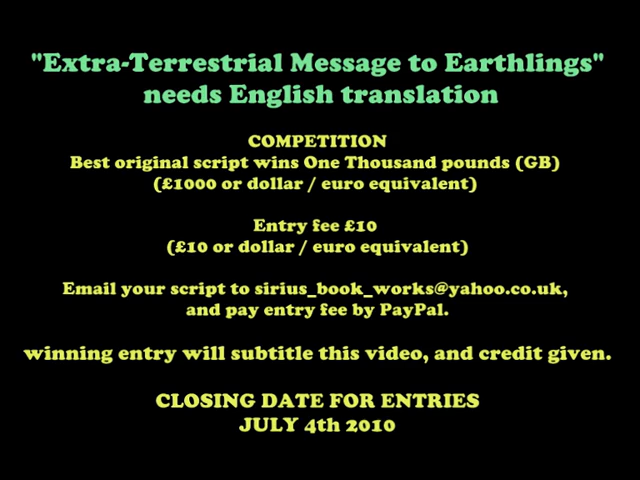 "Extra-Terrestrial Message to Earthlings"
needs English translation
COMPETITION
Best original script wins One Thousand pounds (GB)
(£1000 or dollar / euro equivalent)
Entry fee £10
(£10 or dollar / euro equivalent)
Email your script to sirius_book_works@yahoo.co.uk,
and pay entry fee by PayPal.
winning entry will subtitle this video, and credit given.
CLOSING DATE FOR ENTRIES
JULY 4th 2010